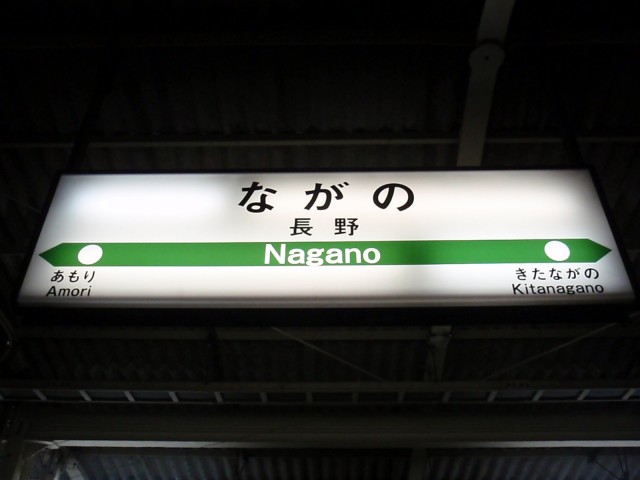 ながの
長野
Nagano
あもり
Amori
きたながの
Kitanagano